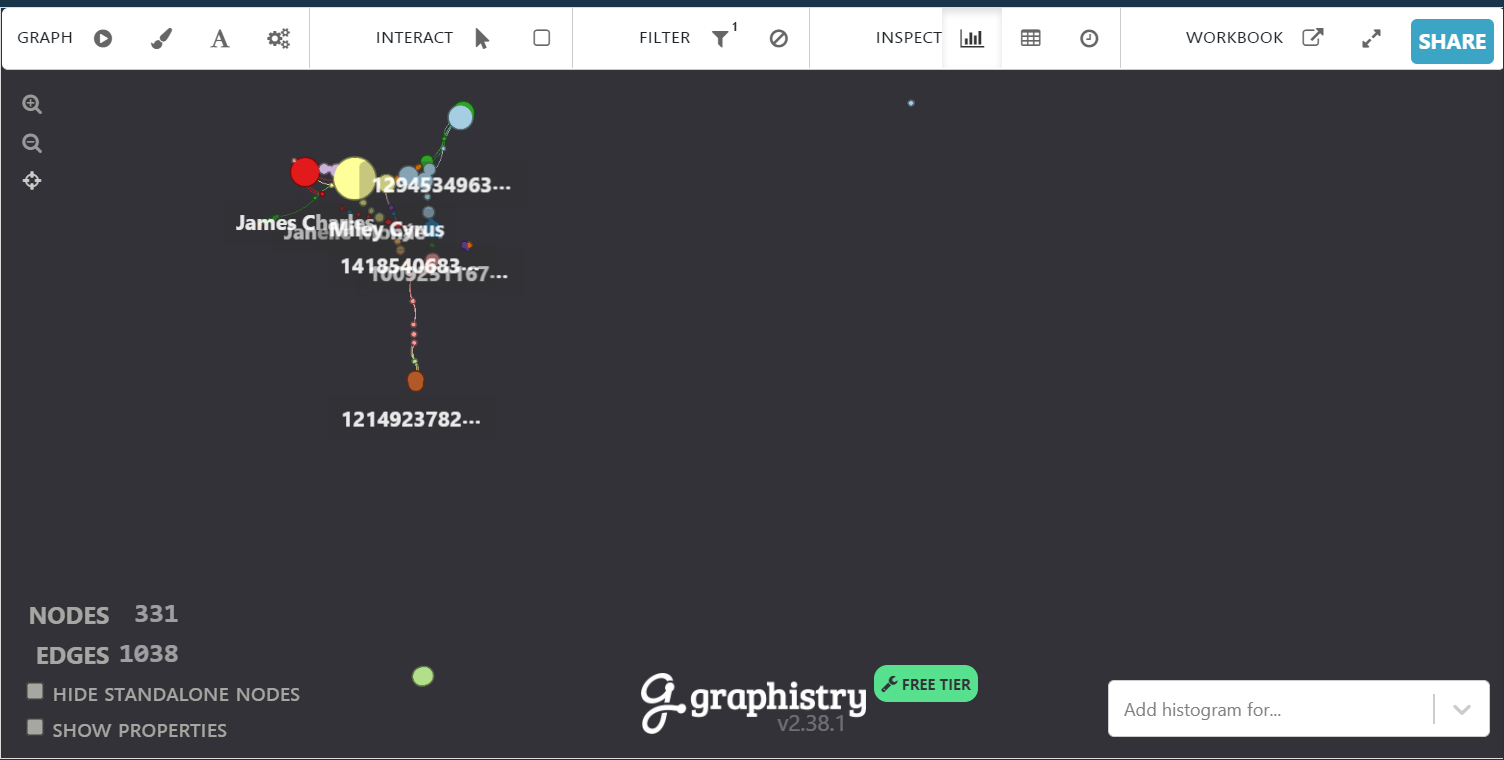 GRAPH INTERACT FILTER 1 INSPECT WORKBOOK SHARE
1294534963...
James Charles
Janelle Monáe
Miley Cyrus
1418540683...
1009251167...
1214923782...
NODES 331
EDGES 1038
HIDE STANDALONE NODES
SHOW PROPERTIES
graphistry
v2.38.1
FREE TIER
Add histogram for...